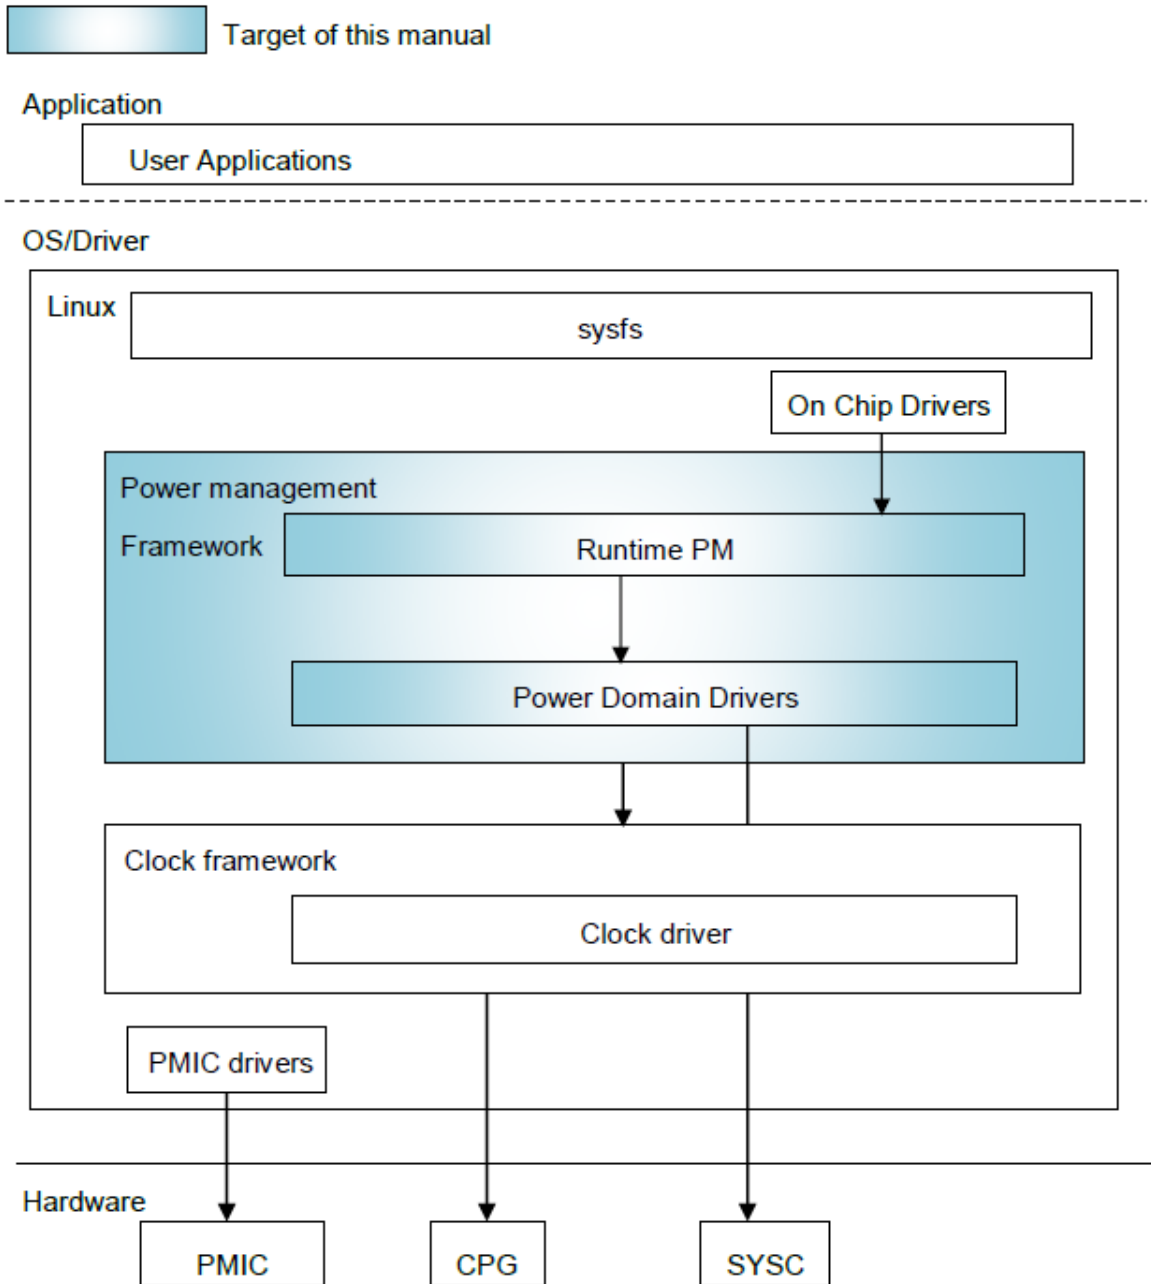 Target of this manual
Application
User Applications
OS/Driver
Linux
sysfs
On Chip Drivers
Power management
Framework
Runtime PM
Power Domain Drivers
Clock framework
Clock driver
PMIC drivers
Hardware
PMIC
CPG
SYSC